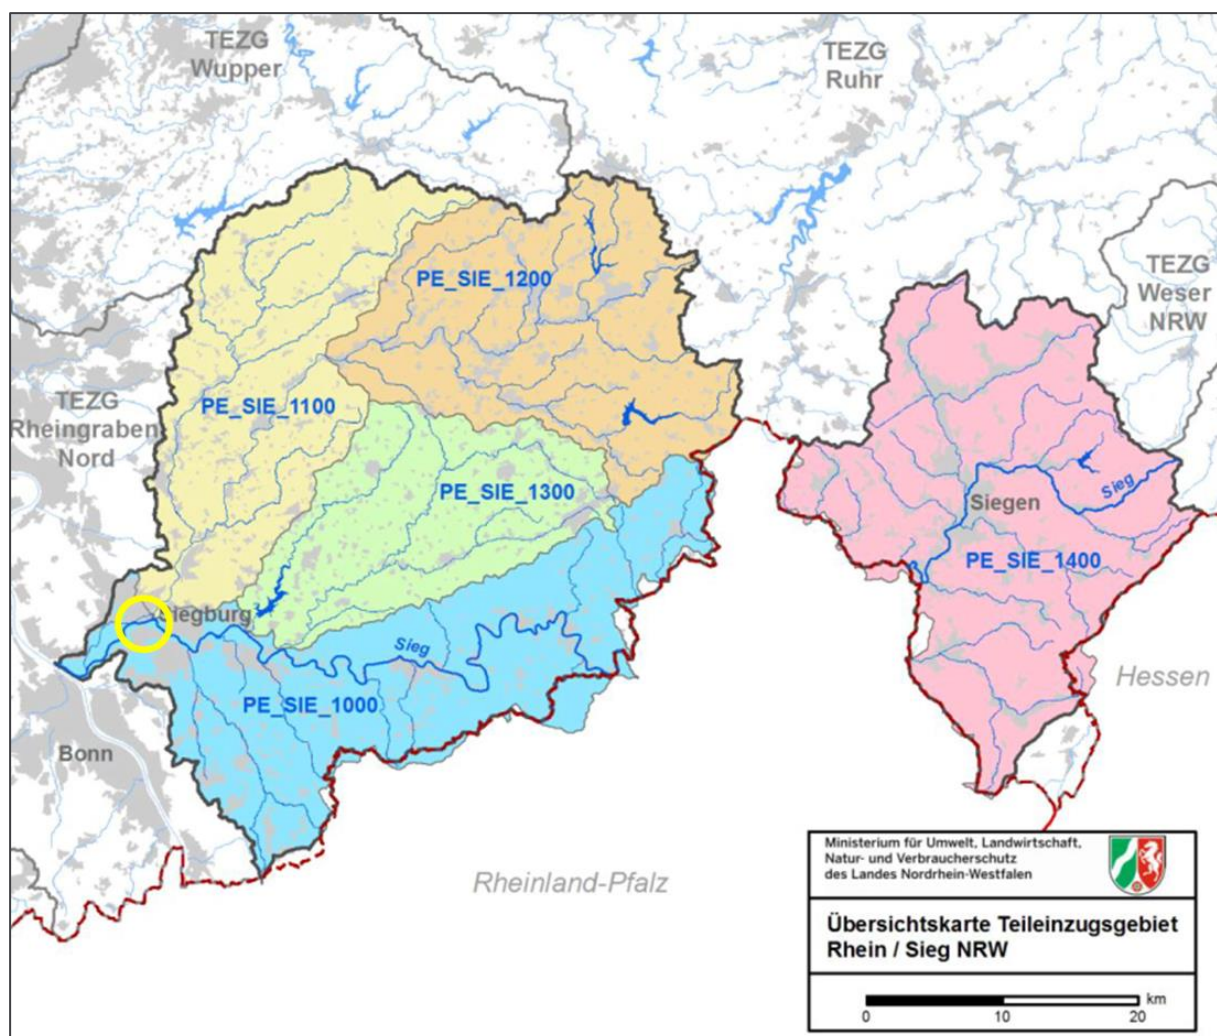 TEZG
Wupper
TEZG
Ruhr
PE_SIE_1200
TEZG
Weser
NRW
PE_SIE_1100
TEZG
Rheingraben
Nord
PE_SIE_1300
Sieg
Siegen
PE_SIE_1400
Siegburg
Sieg
Hessen
PE_SIE_1000
Bonn
Rheinland-Pfalz
Ministerium für Umwelt, Landwirtschaft,
Natur- und Verbraucherschutz
des Landes Nordrhein-Westfalen
Übersichtskarte Teileinzugsgebiet
Rhein / Sieg NRW
km
0 10 20